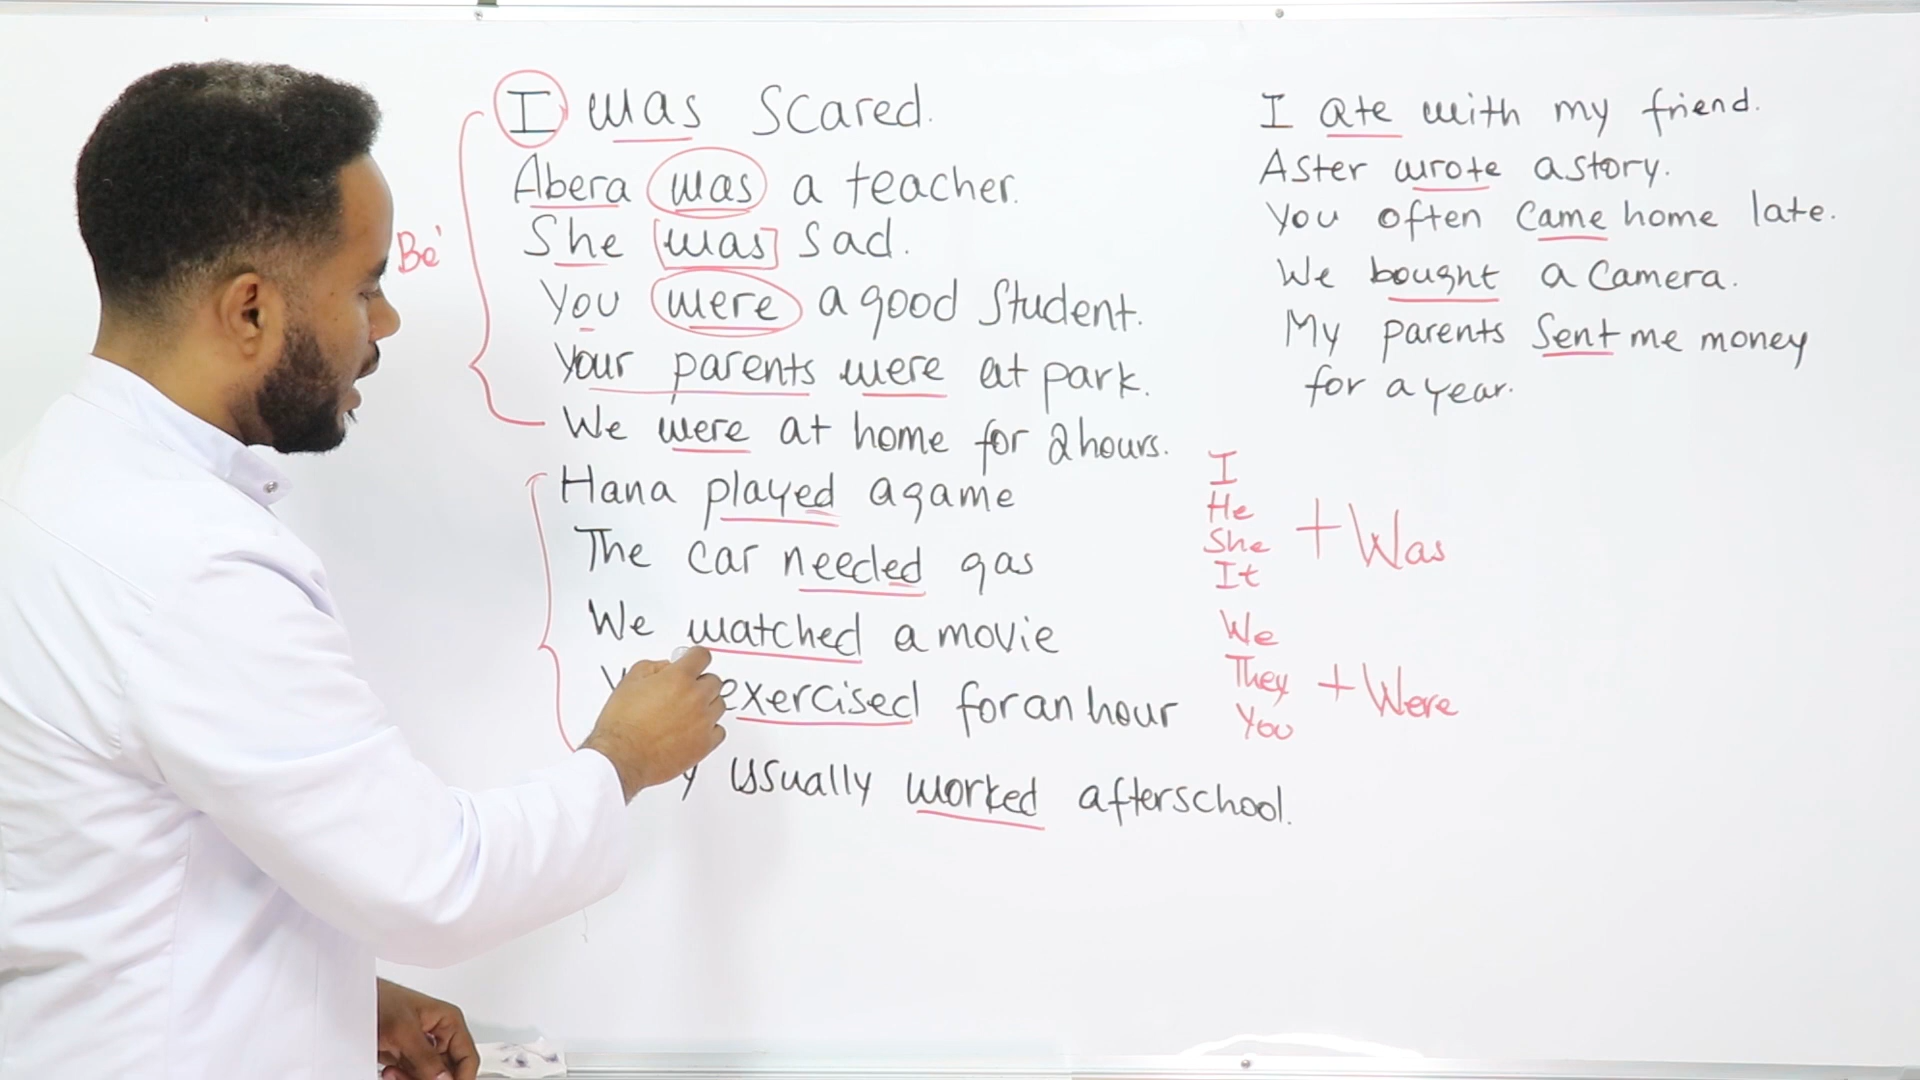 I was scared.
Abera was a teacher.
She was sad.
Be'
You were a good student.
Your parents were at park.
We were at home for 2 hours.
Hana played a game
The car needed gas
We watched a movie
exercised for an hour
usually worked after school.
I ate with my friend.
Aster wrote a story.
You often came home late.
We bought a camera.
My parents sent me money
for a year.
I
He
She
It
+ Was
We
They
You
+ Were